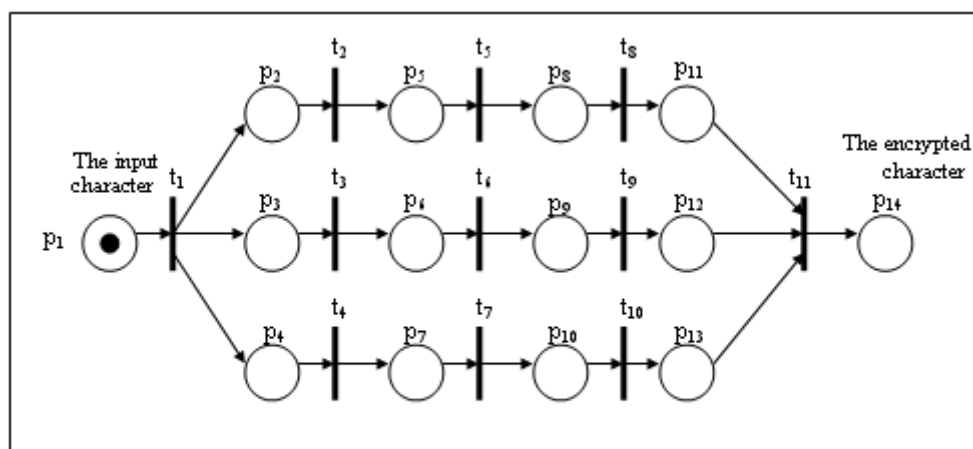 t₂ t₅ t₈
p₂ p₅ p₈ p₁₁
The input
character
The encrypted
character
t₁ t₃ t₆ t₉ t₁₁
p₁ p₃ p₆ p₉ p₁₂ p₁₄
t₄ t₇ t₁₀
p₄ p₇ p₁₀ p₁₃